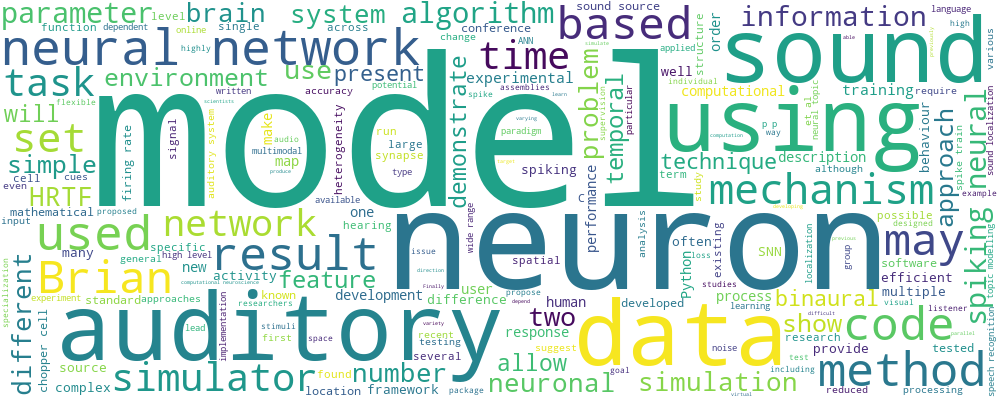 parameter
level
brain
system
algorithm
sound source
based
information
language
high
various
function
dependent
online
single
across
conference
ANN
change
simulate
applied
able
order
structure
sound
neural network
highly
time
task
environment
use
present
experimental
problem
well
individual
computational
training
require
will
flexible
written
scientists
accuracy
potential
spike
assemblies
learn
supervision
particular
set
simple
firing rate
signal
auditory system
make
audio
multimodal
map
produce
heterogeneity
run
large
synapse
type
demonstrate
varying
paradigm
spiking
temporal
model
using
p p
way
et al
neural
topic
computation
technique
description
although
behaviour
spike train
neural
sound localization
cell
cues
even
HRTF
mathematical
proposed
input
available
target
term
study
mechanism
approach
example
used
network
one
hearing
C
performance
wide range
neuron
possible
designed
may
spiking
many
specific
high level
result
new
activity
feature
issue
spatial
analysis
often
existing
SNN
localization
group
previous
software
efficient
different
specialization
Brian
general
approaches
computational neuroscience
known
researchers
development
user
difference
direction
Finally
propose
human
developed
studies
Python
loss
process
learning
binaural
multiple
visual
listener
topic modelling
experiment
standard
auditory
implementation
lead
stimuli
first
space
testing
recent
several
variety
depend
response
suggest
two
data
noise
show
research
test
including
code
provide
difficult
tested
parallel
speech recognition
chopper cell
source
complex
simulator
found
location
number
framework
package
allow
neuronal
goal
simulation
virtual
reduced
method
processing